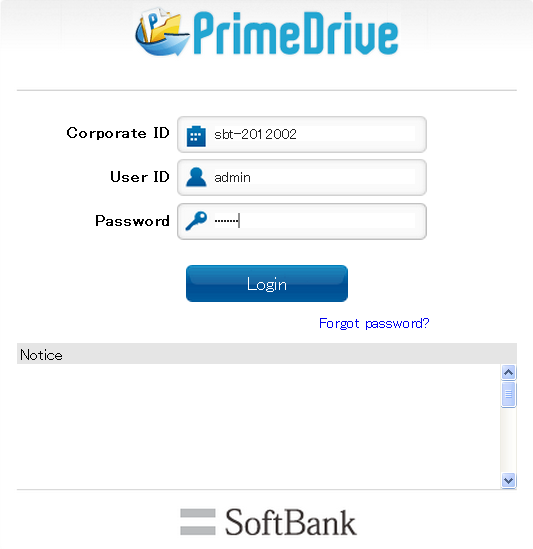 PrimeDrive
Corporate ID sbt-2012002
User ID admin
Password ········
Login
Forgot password?
Notice
SoftBank